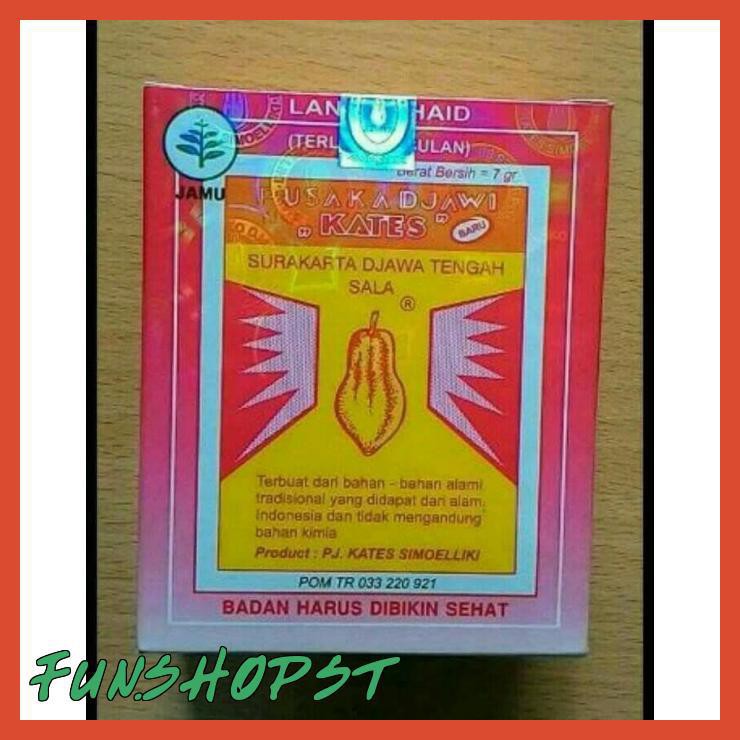 HAID
JAMU
Berat Bersih = 7 gr
PUSAKA DJAWI
„ KATES "
BARU
SURAKARTA DJAWA TENGAH
SALA ®
Terbuat dari bahan - bahan alami
tradisional yang didapat dari alam
Indonesia dan tidak mengandung
bahan kimia
Product : PJ. KATES SIMOELLIKI
POM TR 033 220 921
BADAN HARUS DIBIKIN SEHAT
FUNSHOPST